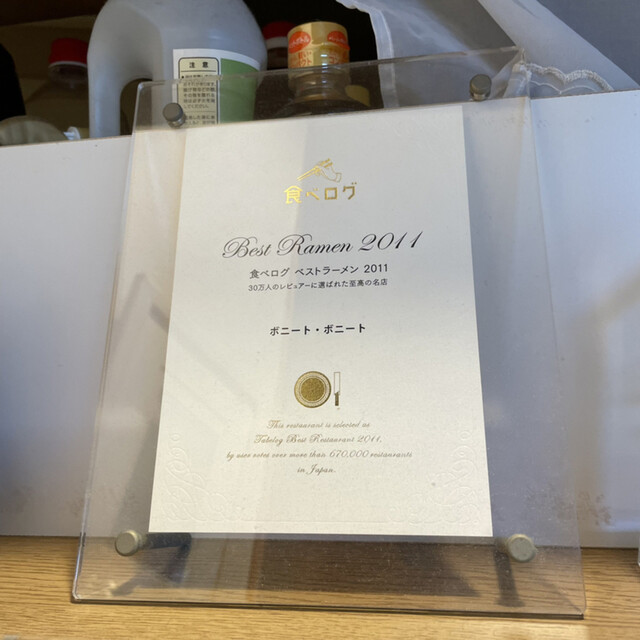 注意
食べログ
Best Ramen 2011
食べログ ベストラーメン 2011
30万人のレビュアーに選ばれた至高の名店
ボニート・ボニート
This restaurant is selected as
Tabelog Best Restaurant 2011,
by user votes over more than 670,000 restaurants
in Japan.